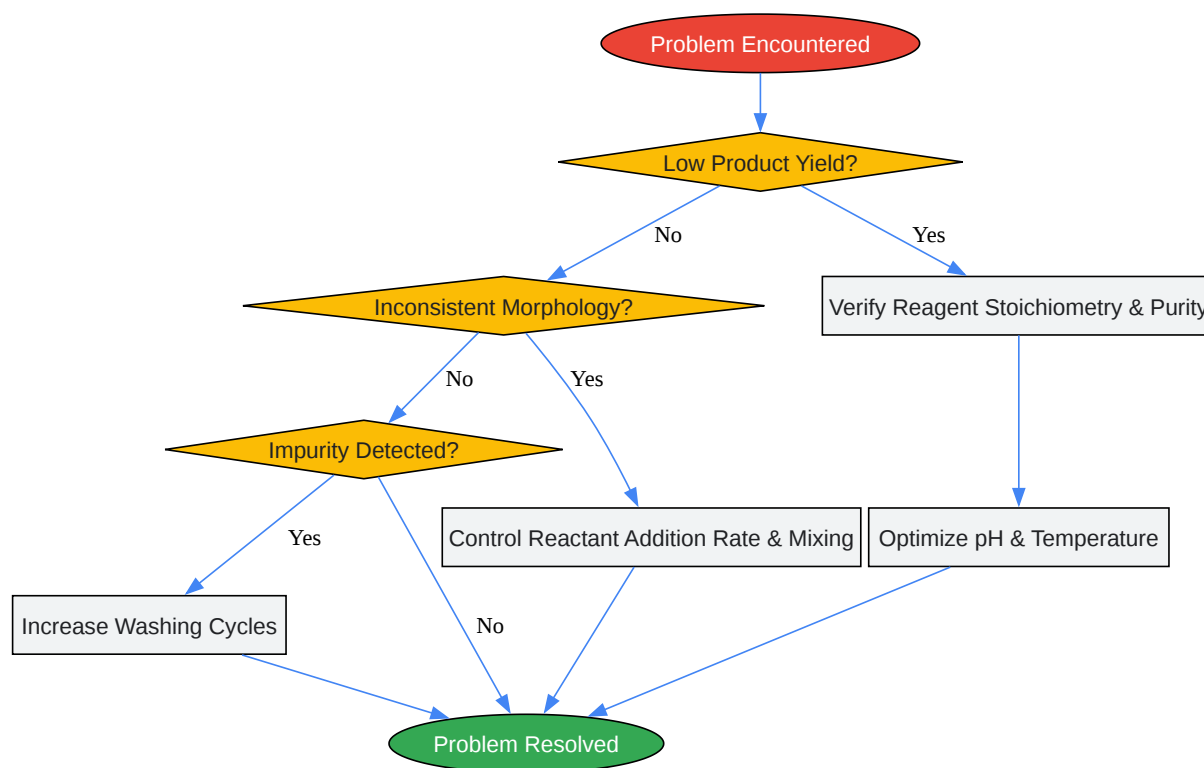 Problem Encountered
Low Product Yield?
No
Yes
Inconsistent Morphology?
Verify Reagent Stoichiometry & Purity
No
Yes
Impurity Detected?
Yes
Control Reactant Addition Rate & Mixing
Optimize pH & Temperature
Increase Washing Cycles
No
Problem Resolved